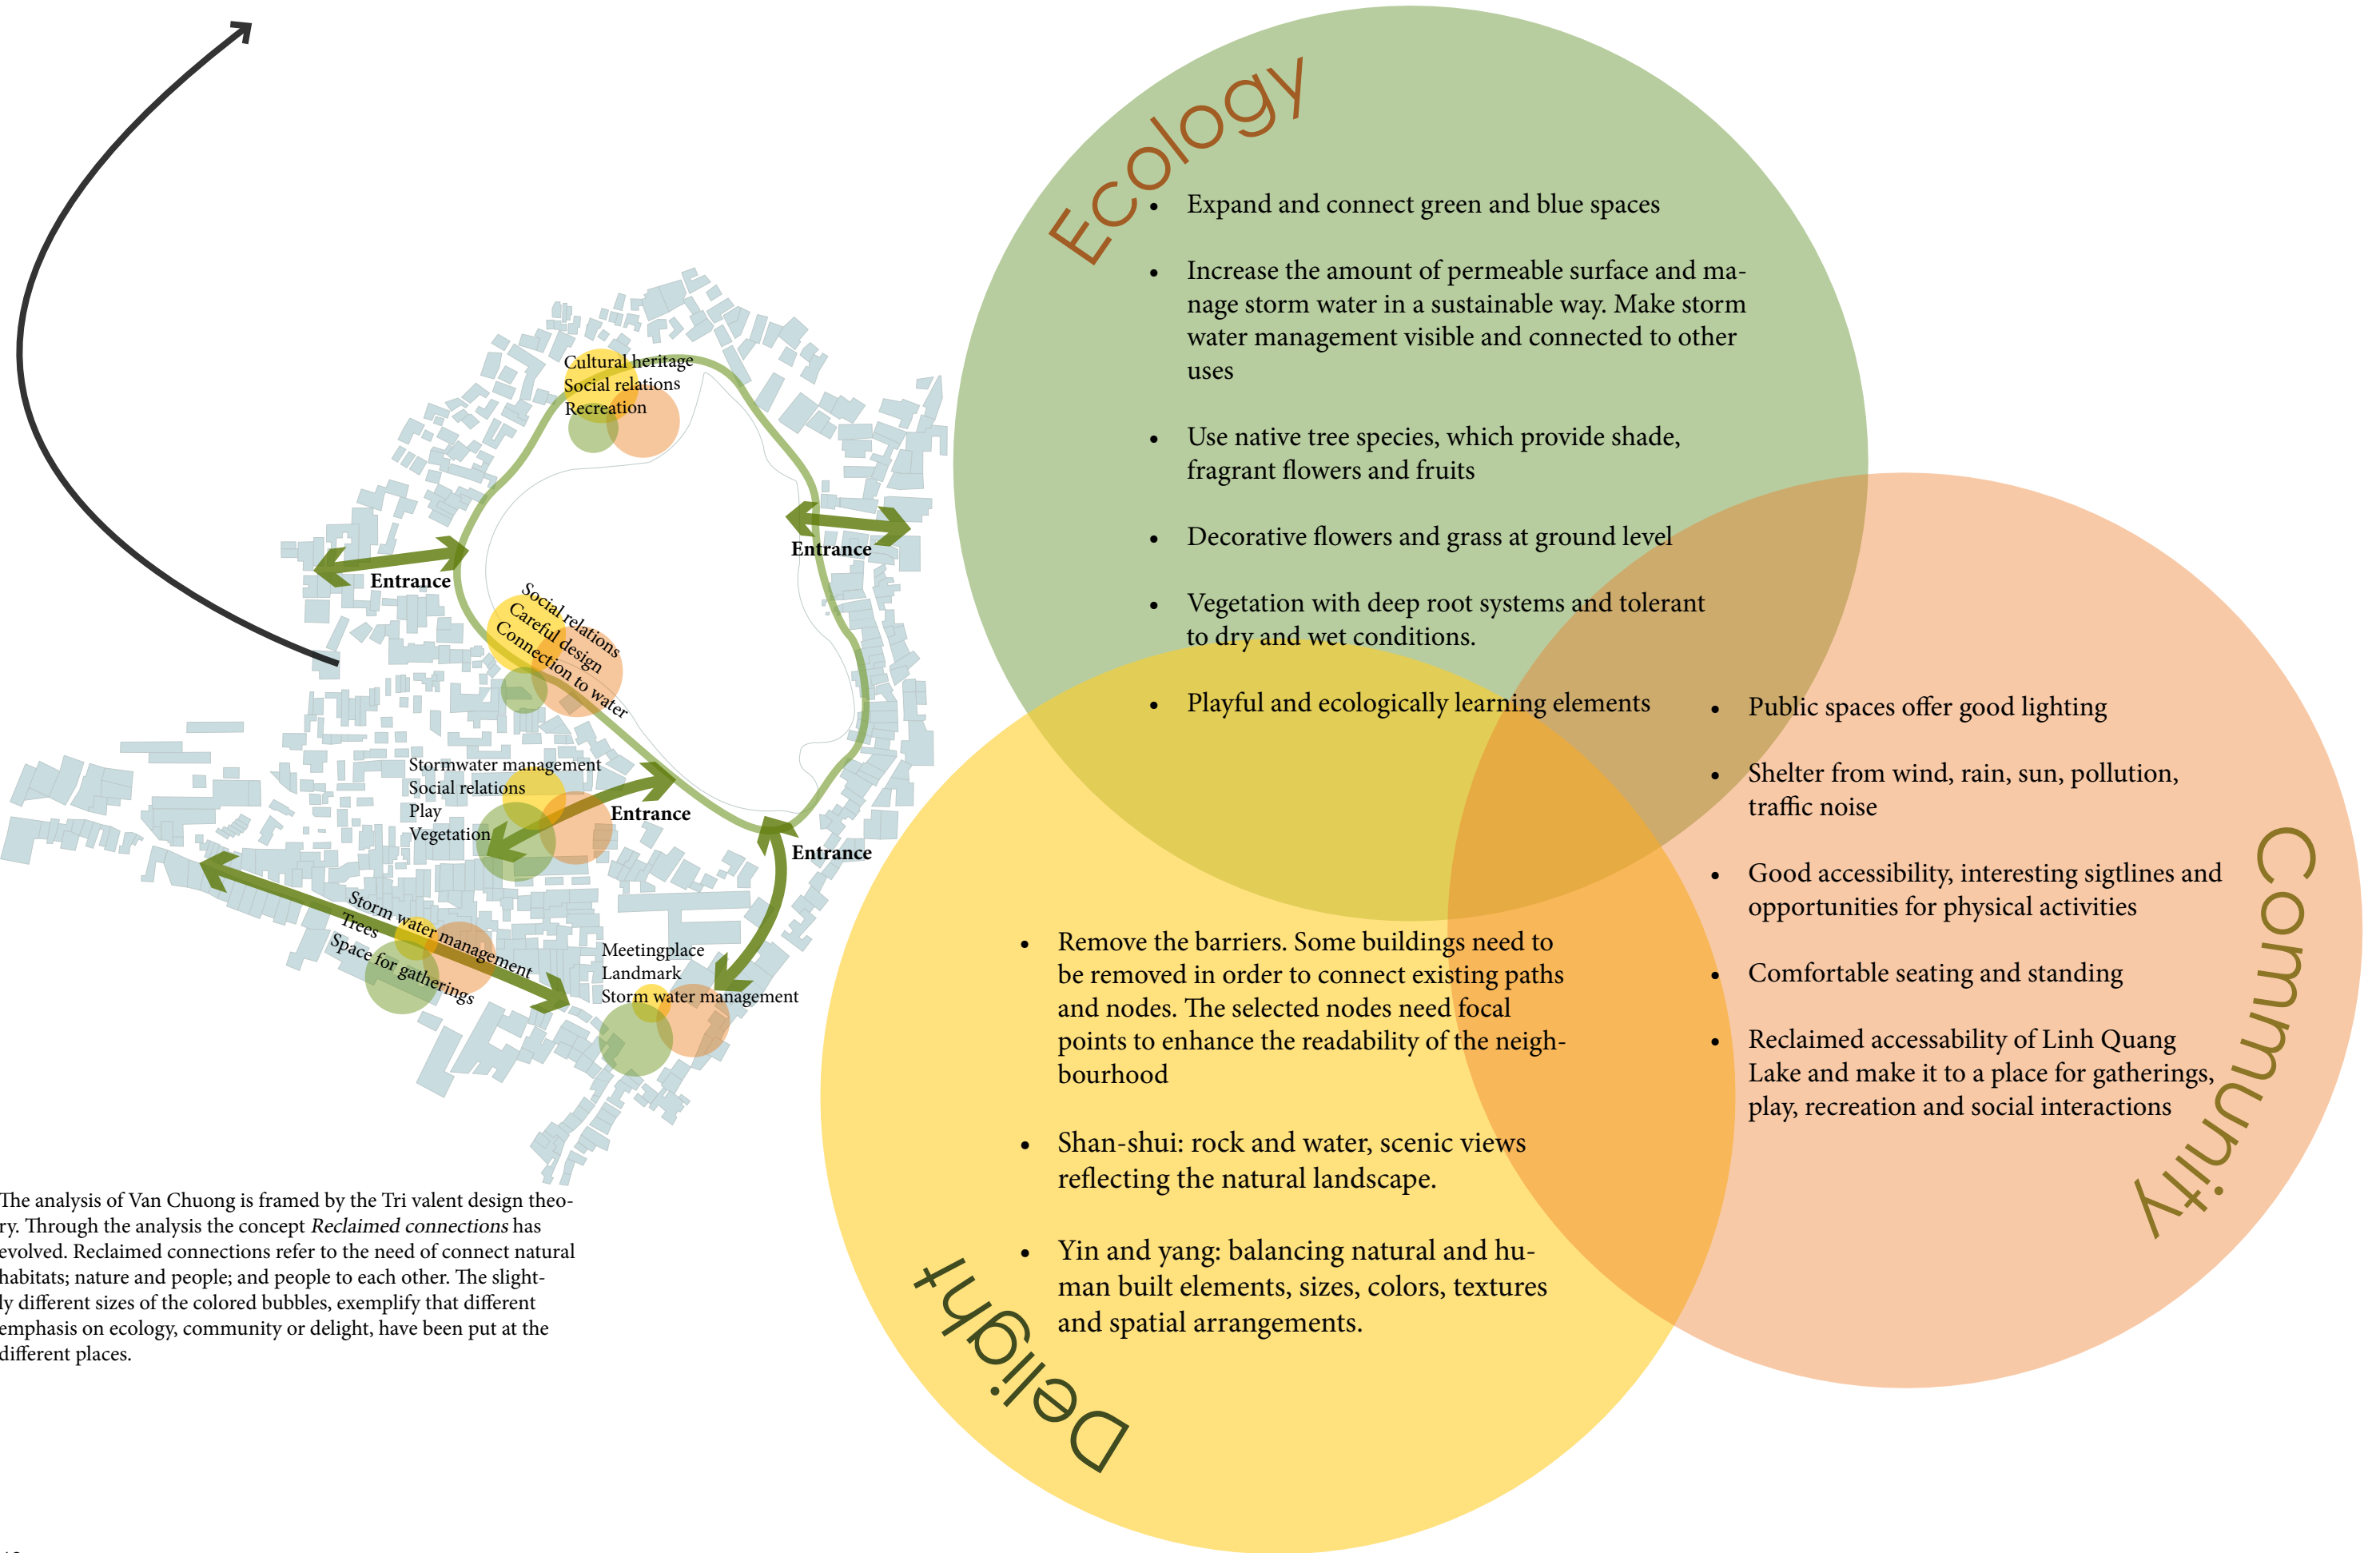 Ecology
• Expand and connect green and blue spaces
• Increase the amount of permeable surface and ma-
nage storm water in a sustainable way. Make storm
water management visible and connected to other
uses
• Use native tree species, which provide shade,
fragrant flowers and fruits
• Decorative flowers and grass at ground level
• Vegetation with deep root systems and tolerant
to dry and wet conditions.
• Playful and ecologically learning elements
Community
• Public spaces offer good lighting
• Shelter from wind, rain, sun, pollution,
traffic noise
• Good accessibility, interesting sigtlines and
opportunities for physical activities
• Comfortable seating and standing
• Reclaimed accessability of Linh Quang
Lake and make it to a place for gatherings,
play, recreation and social interactions
Delight
• Remove the barriers. Some buildings need to
be removed in order to connect existing paths
and nodes. The selected nodes need focal
points to enhance the readability of the neigh-
bourhood
• Shan-shui: rock and water, scenic views
reflecting the natural landscape.
• Yin and yang: balancing natural and hu-
man built elements, sizes, colors, textures
and spatial arrangements.
Cultural heritage
Social relations
Recreation
Entrance
Entrance
Social relations
Careful design
Connection to water
Stormwater management
Social relations
Play
Vegetation
Entrance
Entrance
Storm water management
Trees
Space for gatherings
Meetingplace
Landmark
Storm water management
The analysis of Van Chuong is framed by the Tri valent design theo-
ry. Through the analysis the concept Reclaimed connections has
evolved. Reclaimed connections refer to the need of connect natural
habitats; nature and people; and people to each other. The slight-
ly different sizes of the colored bubbles, exemplify that different
emphasis on ecology, community or delight, have been put at the
different places.